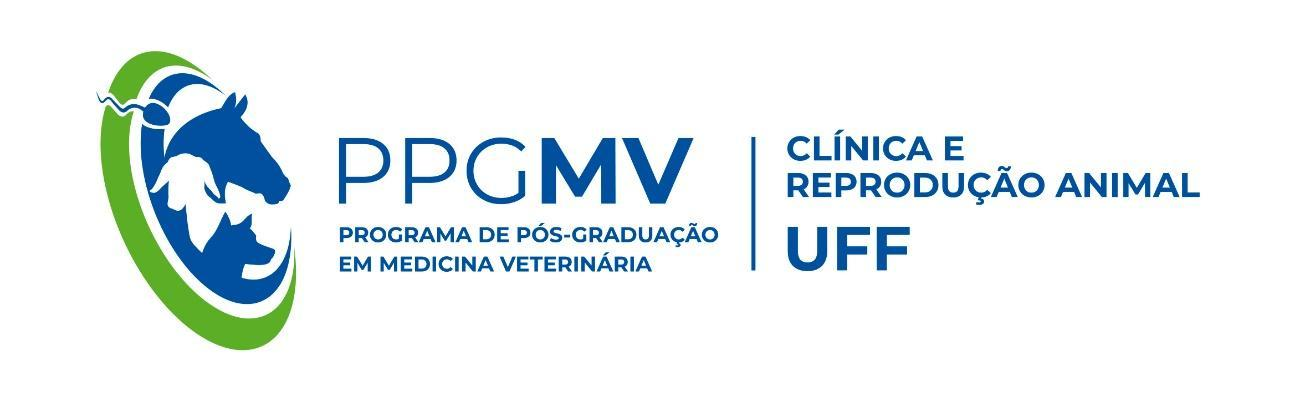 PPGMV
PROGRAMA DE PÓS-GRADUAÇÃO
EM MEDICINA VETERINÁRIA
CLÍNICA E
REPRODUÇÃO ANIMAL
UFF